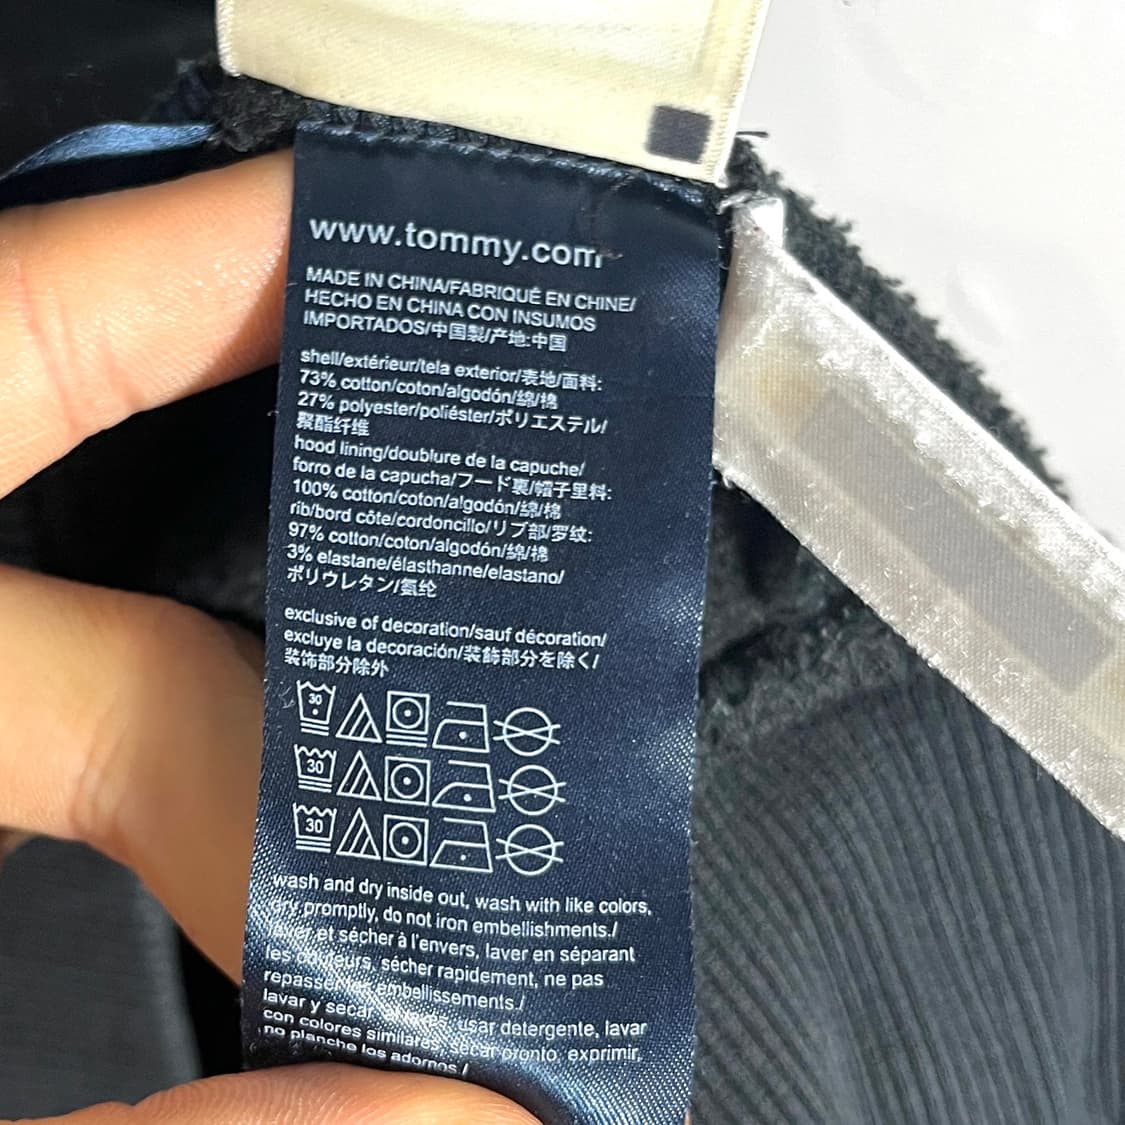 www.tommy.com
MADE IN CHINA/FABRIQUÉ EN CHINE/
HECHO EN CHINA CON INSUMOS
IMPORTADOS/中国製/产地:中国
shell/extérieur/tela exterior/表地/面料:
73% cotton/coton/algodón/綿/棉
27% polyester/poliéster/ポリエステル/
聚酯纤维
hood lining/doublure de la capuche/
forro de la capucha/フード裏/帽子里料:
100% cotton/coton/algodón/綿/棉
rib/bord côte/cordoncillo/リブ部/罗纹:
97% cotton/coton/algodón/綿/棉
3% elastane/élasthanne/elastano/
ポリウレタン/氨纶
exclusive of decoration/sauf décoration/
excluye la decoración/装飾部分を除く/
装饰部分除外
30
30
30
wash and dry inside out, wash with like colors,
dry promptly, do not iron embellishments./
laver et sécher à l'envers, laver en séparant
les couleurs, sécher rapidement, ne pas
repasser les embellissements./
lavar y secar usar detergente, lavar
con colores similares, secar pronto, exprimir,
no planche los adornos./